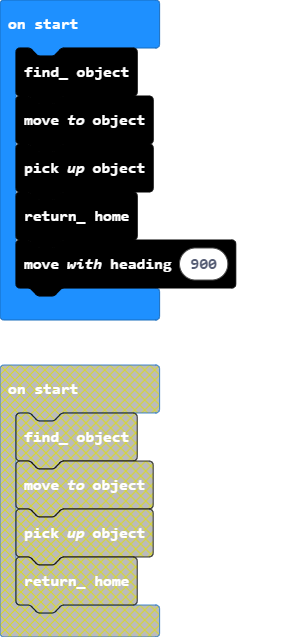 on start
find_ object
move to object
pick up object
return_ home
move with heading 900
on start
find_ object
move to object
pick up object
return_ home